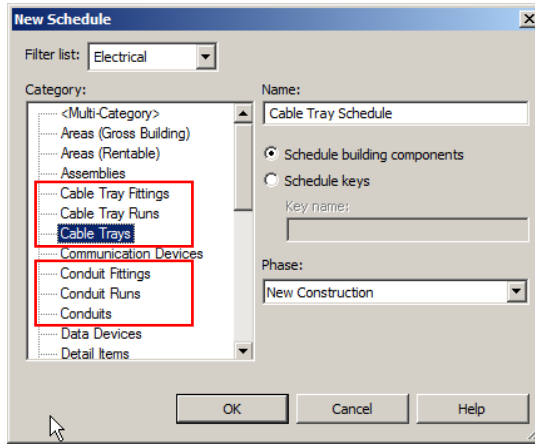 New Schedule
Filter list: Electrical
Category:
<Multi-Category>
Areas (Gross Building)
Areas (Rentable)
Assemblies
Cable Tray Fittings
Cable Tray Runs
Cable Trays
Communication Devices
Conduit Fittings
Conduit Runs
Conduits
Data Devices
Detail Items
Name:
Cable Tray Schedule
Schedule building components
Schedule keys
Key name:
Phase:
New Construction
OK Cancel Help